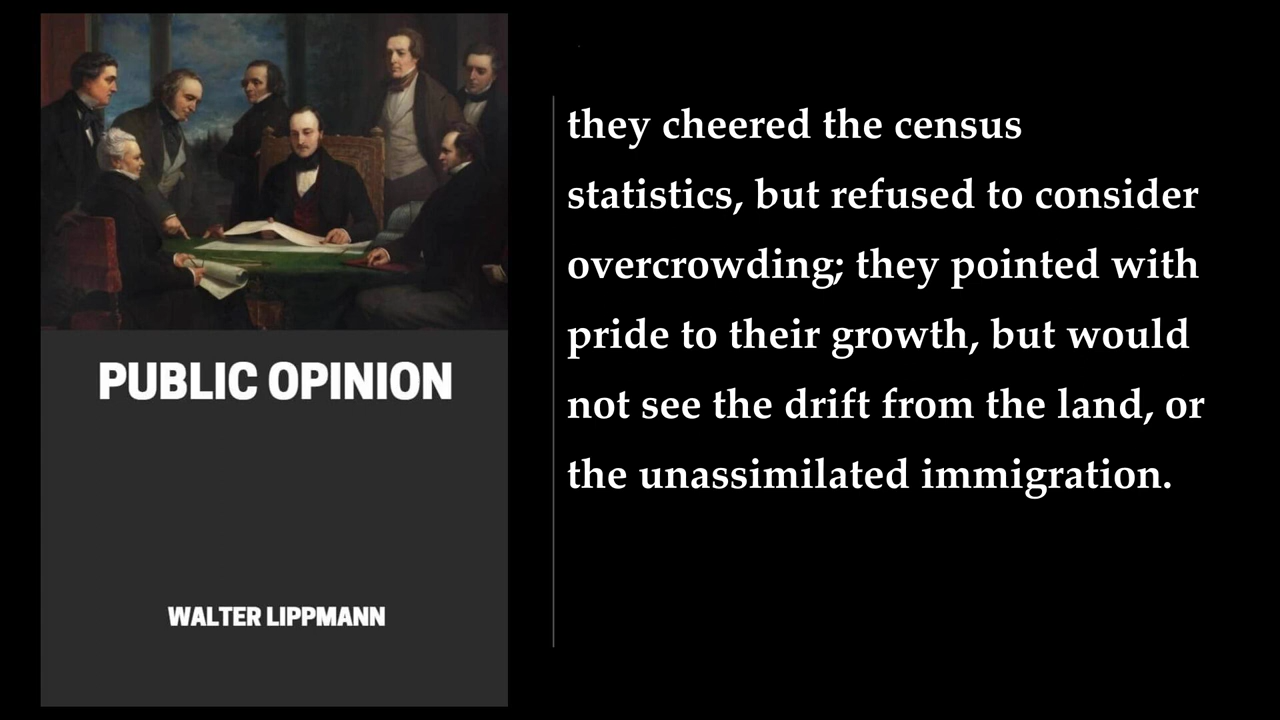 PUBLIC OPINION
WALTER LIPPMANN
they cheered the census
statistics, but refused to consider
overcrowding; they pointed with
pride to their growth, but would
not see the drift from the land, or
the unassimilated immigration.